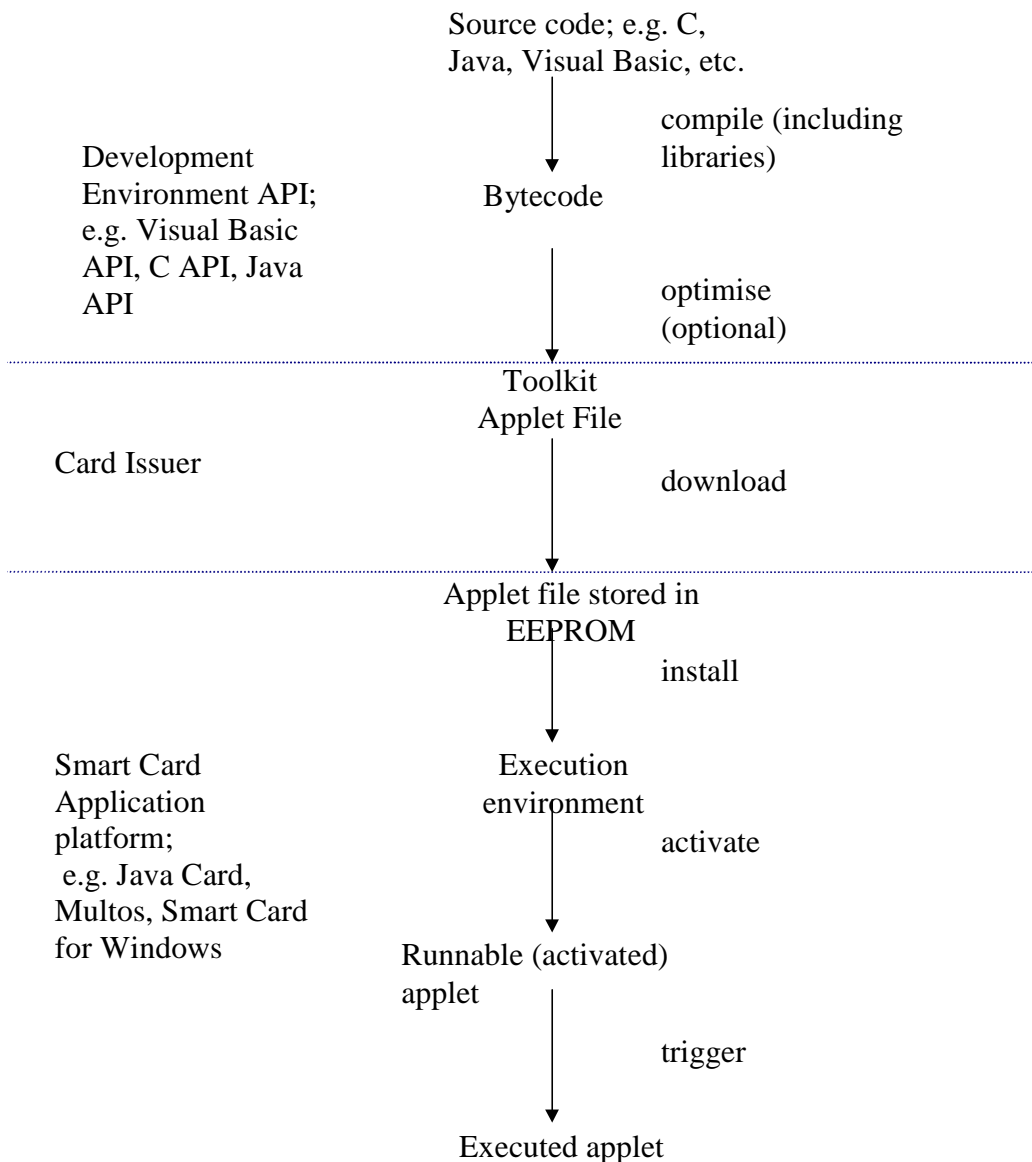 Source code; e.g. C,
Java, Visual Basic, etc.
compile (including
libraries)
Development
Environment API;
e.g. Visual Basic
API, C API, Java
API
Bytecode
optimise
(optional)
Toolkit
Applet File
Card Issuer
download
Applet file stored in
EEPROM
install
Smart Card
Application
platform;
e.g. Java Card,
Multos, Smart Card
for Windows
Execution
environment
activate
Runnable (activated)
applet
trigger
Executed applet